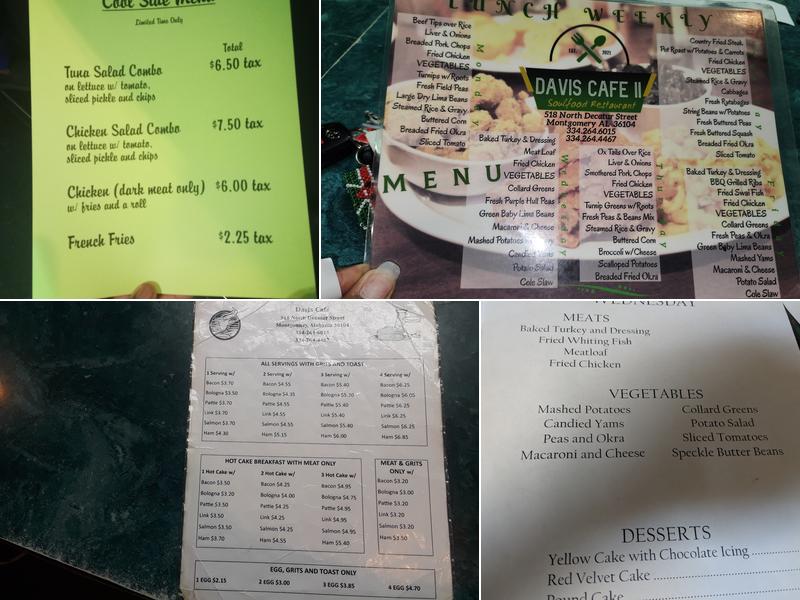 Cool Side Menu
Limited Time Only
Total
Tuna Salad Combo $6.50 tax
on lettuce w/ tomato,
sliced pickle and chips
Chicken Salad Combo $7.50 tax
on lettuce w/ tomato,
sliced pickle and chips
Chicken (dark meat only) $6.00 tax
w/ fries and a roll
French Fries $2.25 tax
LUNCH WEEKLY
MENU
EST. 2021
DAVIS CAFE II
Soulfood Restaurant
518 North Decatur Street
Montgomery, AL 36104
334.264.6015
334.264.4467
Monday
Beef Tips over Rice
Liver & Onions
Breaded Pork Chops
Fried Chicken
VEGETABLES
Turnips w/Roots
Fresh Field Peas
Large Dry Lima Beans
Steamed Rice & Gravy
Buttered Corn
Breaded Fried Okra
Sliced Tomato
Baked Turkey & Dressing
Meat Loaf
Fried Chicken
VEGETABLES
Collard Greens
Fresh Purple Hull Peas
Green Baby Lima Beans
Macaroni & Cheese
Mashed Potatoes
Candied Yams
Potato Salad
Cole Slaw
Wednesday
Ox Tails Over Rice
Liver & Onions
Smothered Pork Chops
Fried Chicken
VEGETABLES
Turnip Greens w/Roots
Fresh Peas & Beans Mix
Steamed Rice & Gravy
Buttered Corn
Broccoli w/Cheese
Scalloped Potatoes
Breaded Fried Okra
Country Fried Steak
Pot Roast w/Potatoes & Carrots
Fried Chicken
VEGETABLES
Steamed Rice & Gravy
Cabbages
Fresh Rutabagas
String Beans w/Potatoes
Fresh Buttered Peas
Fresh Buttered Squash
Breaded Fried Okra
Sliced Tomato
Baked Turkey & Dressing
BBQ Grilled Ribs
Fried Swai Fish
Fried Chicken
VEGETABLES
Collard Greens
Fresh Peas & Okra
Green Baby Lima Beans
Mashed Yams
Macaroni & Cheese
Potato Salad
Cole Slaw
Davis Cafe
518 North Decatur Street
Montgomery, Alabama 36104
334-264-6015
334-264-4467
ALL SERVINGS WITH GRITS AND TOAST
1 Serving w/ 2 Serving w/ 3 Serving w/ 4 Serving w/
Bacon $3.70 Bacon $4.55 Bacon $5.40 Bacon $6.25
Bologna $3.50 Bologna $4.35 Bologna $5.20 Bologna $6.05
Pattie $3.70 Pattie $4.55 Pattie $5.40 Pattie $6.25
Link $3.70 Link $4.55 Link $5.40 Link $6.25
Salmon $3.70 Salmon $4.55 Salmon $5.40 Salmon $6.25
Ham $4.30 Ham $5.15 Ham $6.00 Ham $6.85
HOT CAKE BREAKFAST WITH MEAT ONLY
1 Hot Cake w/ 2 Hot Cake w/ 3 Hot Cake w/
Bacon $3.50 Bacon $4.25 Bacon $4.95
Bologna $3.20 Bologna $4.00 Bologna $4.75
Pattie $3.50 Pattie $4.25 Pattie $4.95
Link $3.50 Link $4.25 Link $4.95
Salmon $3.50 Salmon $4.25 Salmon $4.95
Ham $3.70 Ham $4.55 Ham $5.40
MEAT & GRITS
ONLY w/
Bacon $3.20
Bologna $3.00
Pattie $3.20
Link $3.20
Salmon $3.20
Ham $3.50
EGG, GRITS AND TOAST ONLY
1 EGG $2.15 2 EGG $3.00 3 EGG $3.85 4 EGG $4.70
WEDNESDAY
MEATS
Baked Turkey and Dressing
Fried Whiting Fish
Meatloaf
Fried Chicken
VEGETABLES
Mashed Potatoes Collard Greens
Candied Yams Potato Salad
Peas and Okra Sliced Tomatoes
Macaroni and Cheese Speckle Butter Beans
DESSERTS
Yellow Cake with Chocolate Icing
Red Velvet Cake
Pound Cake